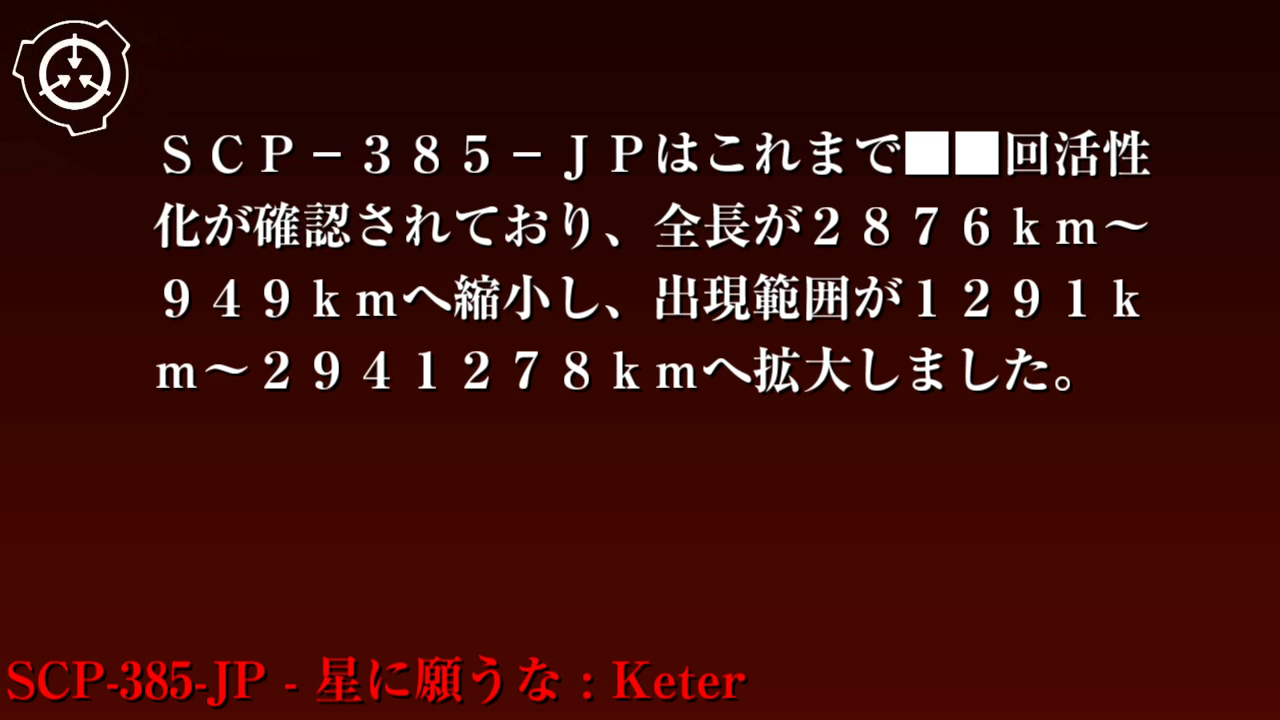 ＳＣＰ－３８５－ＪＰはこれまで■■回活性
化が確認されており、全長が２８７６ｋｍ～
９４９ｋｍへ縮小し、出現範囲が１２９１ｋ
ｍ～２９４１２７８ｋｍへ拡大しました。
SCP-385-JP - 星に願うな : Keter